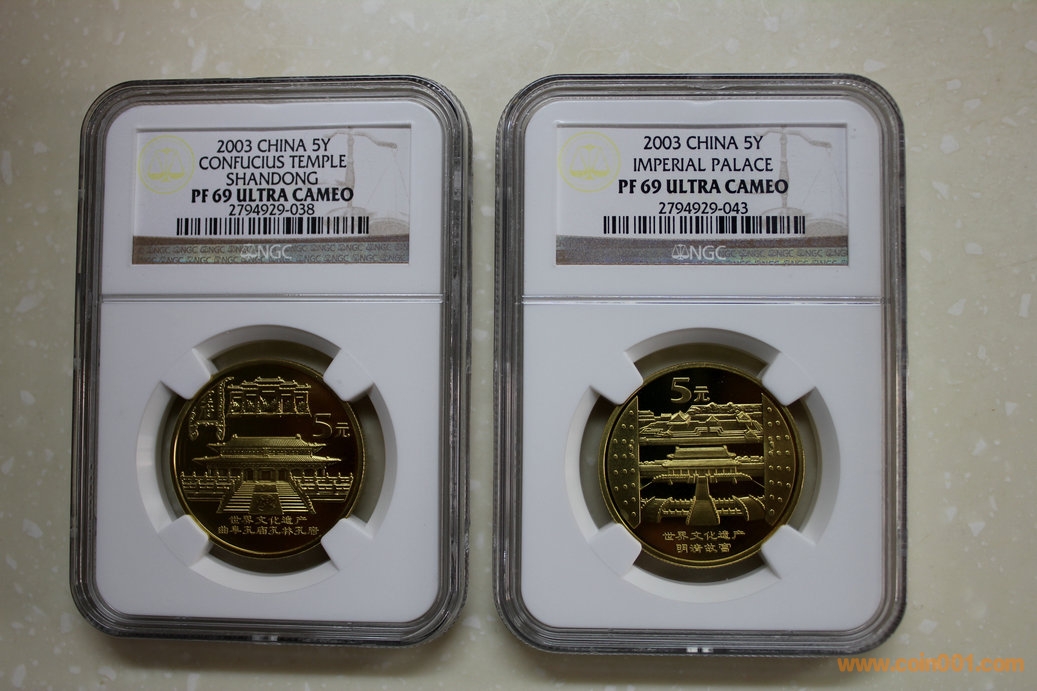 2003 CHINA 5Y
CONFUCIUS TEMPLE
SHANDONG
PF 69 ULTRA CAMEO
2794929-038
NGC
5元
世界文化遗产
曲阜孔庙孔林孔府
2003 CHINA 5Y
IMPERIAL PALACE
PF 69 ULTRA CAMEO
2794929-043
NGC
5元
世界文化遗产
明清故宫
www.coin001.com